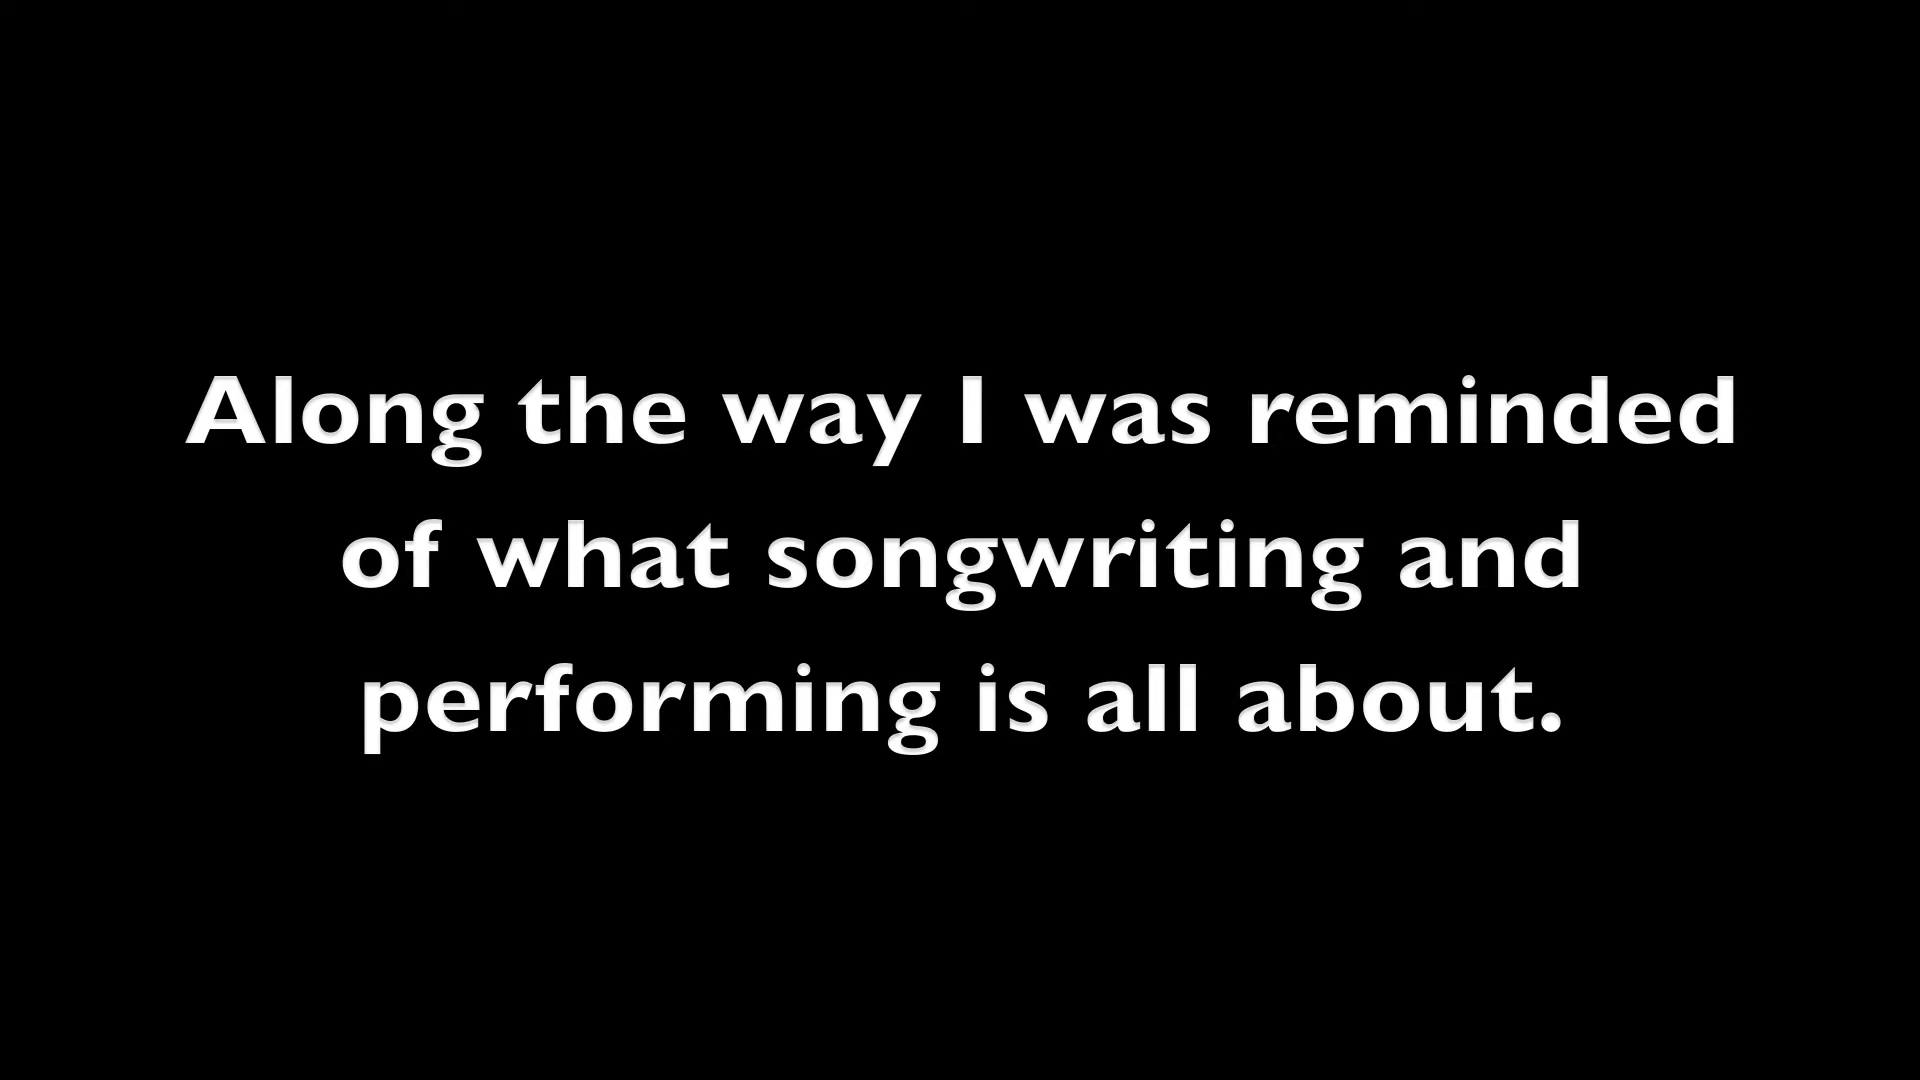 Along the way I was reminded
of what songwriting and
performing is all about.